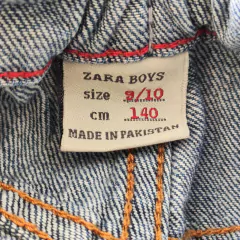 ZARA BOYS
size 9/10
cm 140
MADE IN PAKISTAN